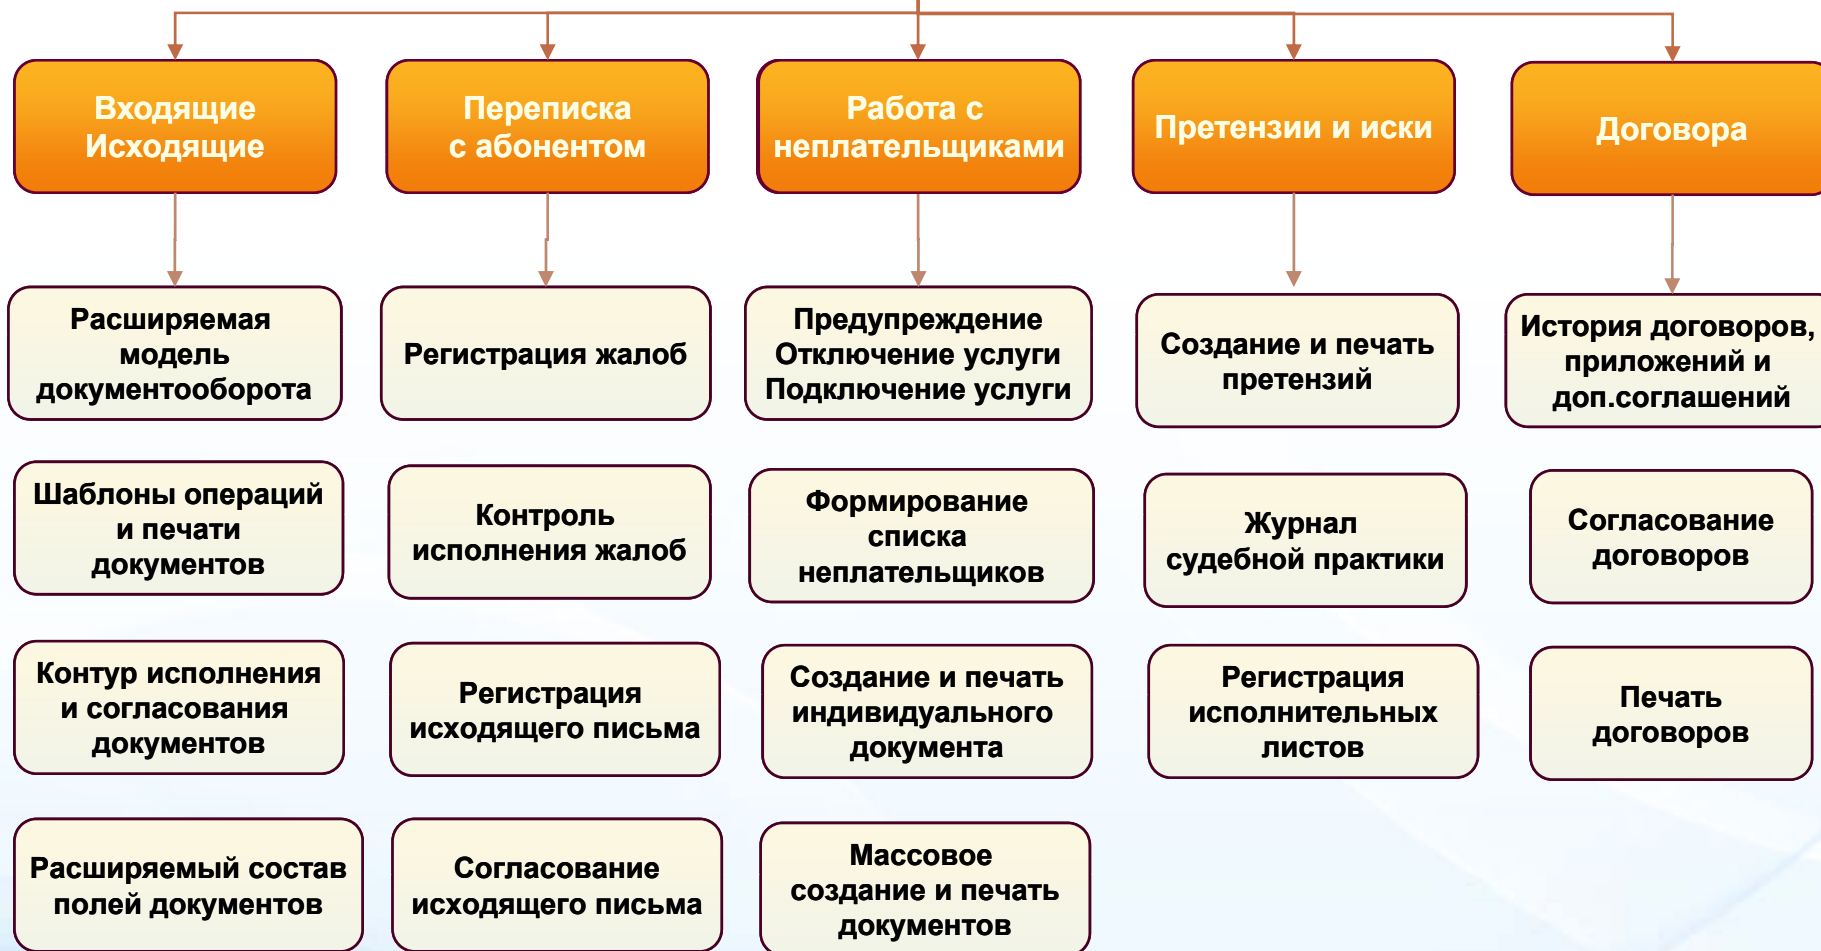 Входящие
Исходящие
Переписка
с абонентом
Работа с
неплательщиками
Претензии и иски
Договора
Расширяемая
модель
документооборота
Регистрация жалоб
Предупреждение
Отключение услуги
Подключение услуги
Создание и печать
претензий
История договоров,
приложений и
доп.соглашений
Шаблоны операций
и печати
документов
Контроль
исполнения жалоб
Формирование
списка
неплательщиков
Журнал
судебной практики
Согласование
договоров
Контур исполнения
и согласования
документов
Регистрация
исходящего письма
Создание и печать
индивидуального
документа
Регистрация
исполнительных
листов
Печать
договоров
Расширяемый состав
полей документов
Согласование
исходящего письма
Массовое
создание и печать
документов